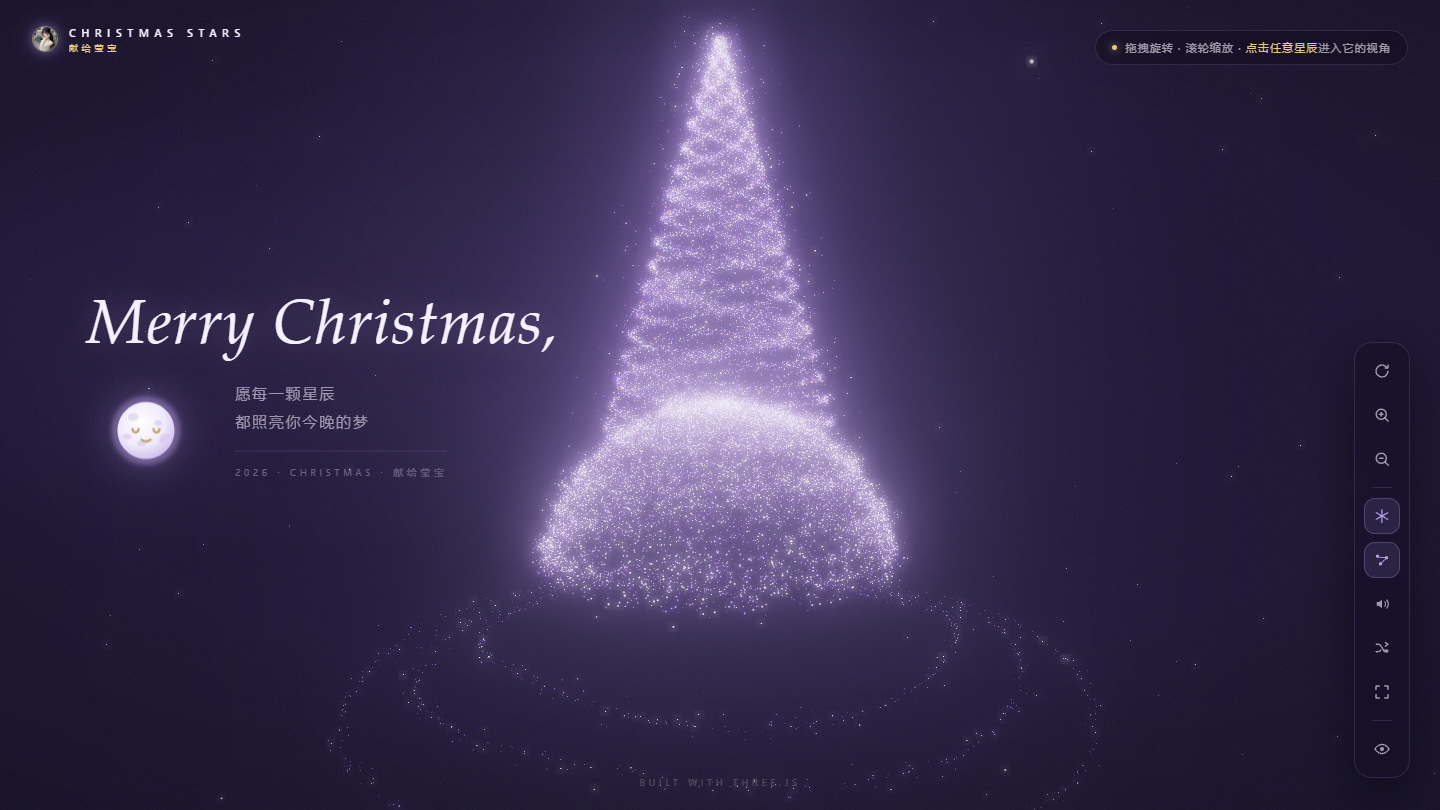 CHRISTMAS STARS
献给莹宝
拖拽旋转 · 滚轮缩放 · 点击任意星辰进入它的视角
Merry Christmas,
愿每一颗星辰
都照亮你今晚的梦
2026 · CHRISTMAS · 献给莹宝
BUILT WITH THREE.JS